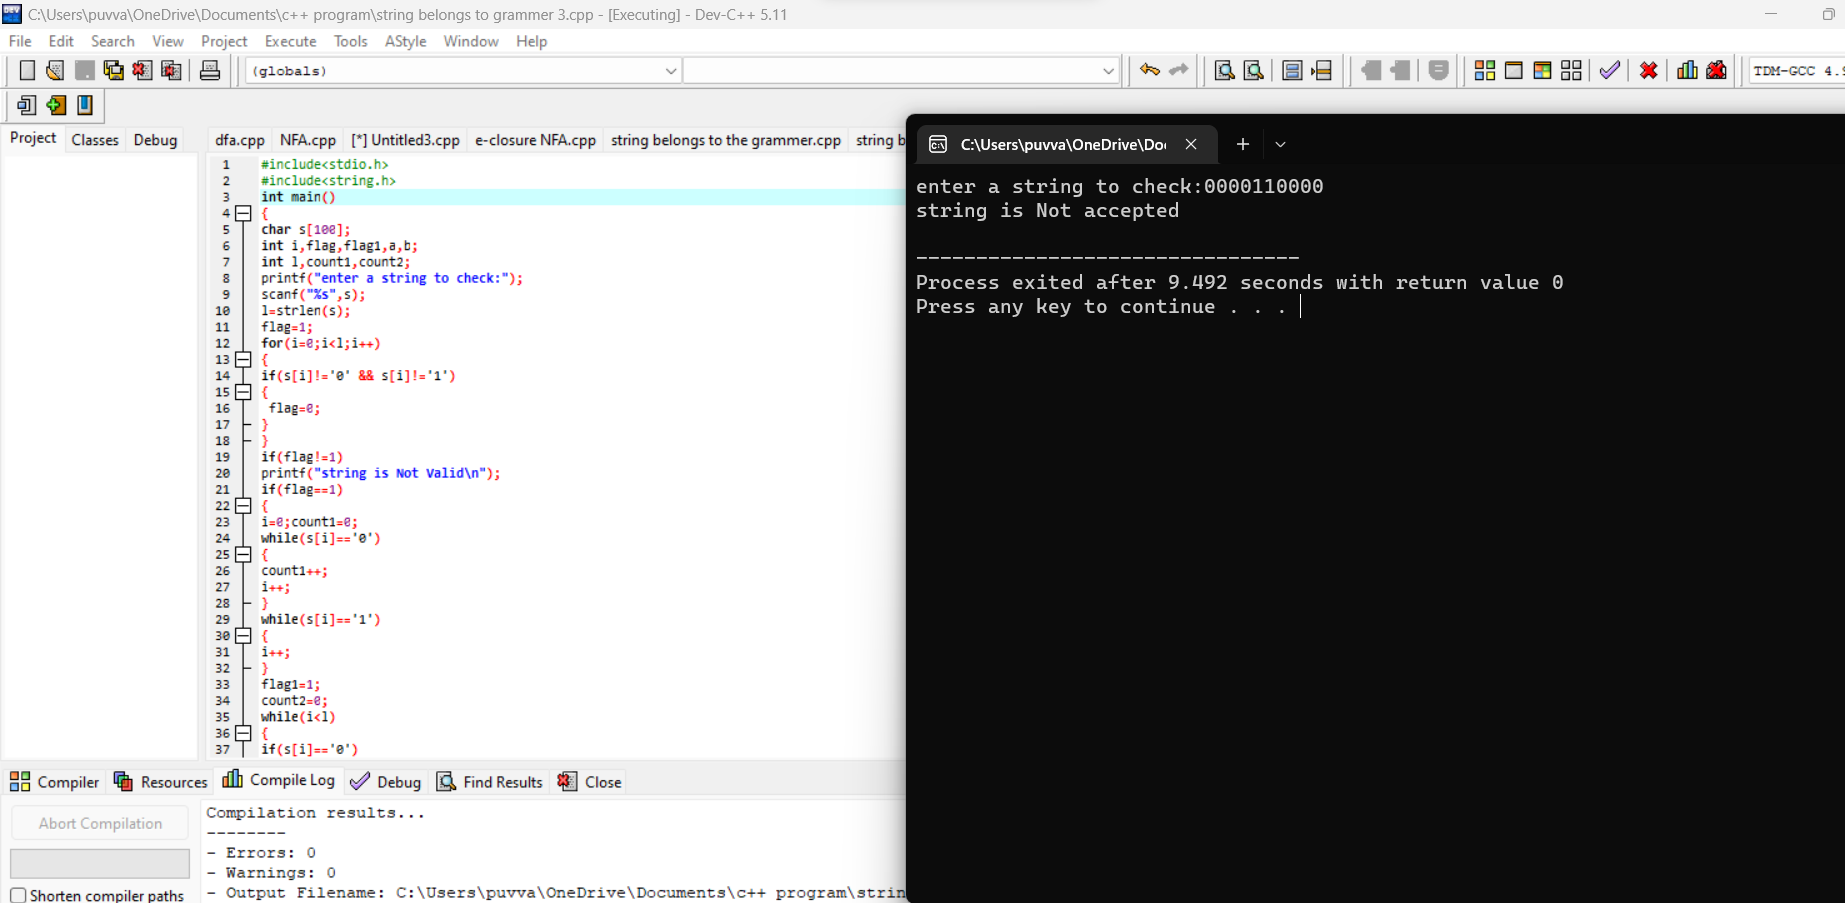 C:\Users\puvva\OneDrive\Documents\c++ program\string belongs to grammer 3.cpp - [Executing] - Dev-C++ 5.11
File Edit Search View Project Execute Tools AStyle Window Help
(globals)
TDM-GCC 4.9
Project Classes Debug
dfa.cpp NFA.cpp [*] Untitled3.cpp e-closure NFA.cpp string belongs to the grammer.cpp string b
1 #include<stdio.h>
2 #include<string.h>
3 int main()
4 {
5 char s[100];
6 int i,flag,flag1,a,b;
7 int l,count1,count2;
8 printf("enter a string to check:");
9 scanf("%s",s);
10 l=strlen(s);
11 flag=1;
12 for(i=0;i<l;i++)
13 {
14 if(s[i]!='0' && s[i]!='1')
15 {
16 flag=0;
17 }
18 }
19 if(flag!=1)
20 printf("string is Not Valid\n");
21 if(flag==1)
22 {
23 i=0;count1=0;
24 while(s[i]=='0')
25 {
26 count1++;
27 i++;
28 }
29 while(s[i]=='1')
30 {
31 i++;
32 }
33 flag1=1;
34 count2=0;
35 while(i<l)
36 {
37 if(s[i]=='0')
C:\Users\puvva\OneDrive\Do
enter a string to check:0000110000
string is Not accepted
--------------------------------
Process exited after 9.492 seconds with return value 0
Press any key to continue . . .
Compiler Resources Compile Log Debug Find Results Close
Abort Compilation
Shorten compiler paths
Compilation results...
--------
- Errors: 0
- Warnings: 0
- Output Filename: C:\Users\puvva\OneDrive\Documents\c++ program\strin